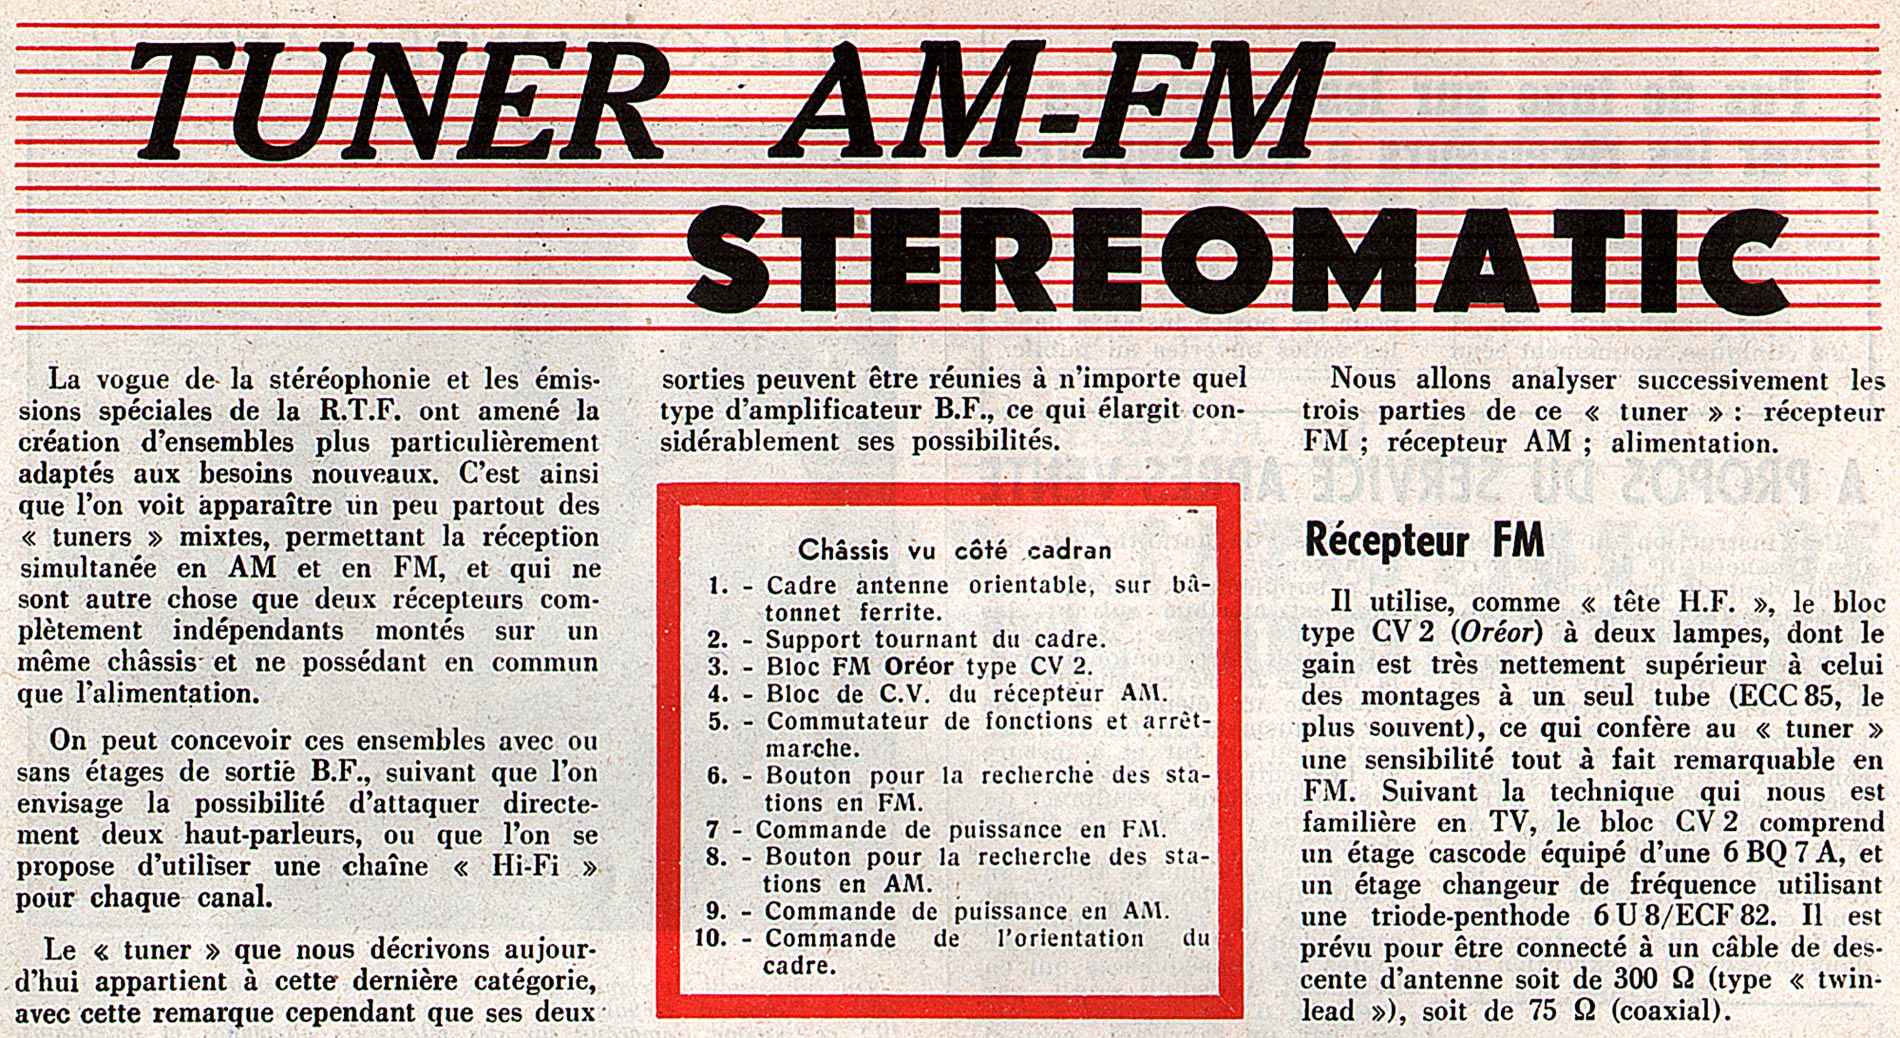 TUNER AM-FM
STEREOMATIC
La vogue de la stéréophonie et les émis-
sions spéciales de la R.T.F. ont amené la
création d'ensembles plus particulièrement
adaptés aux besoins nouveaux. C'est ainsi
que l'on voit apparaître un peu partout des
« tuners » mixtes, permettant la réception
simultanée en AM et en FM, et qui ne
sont autre chose que deux récepteurs com-
plètement indépendants montés sur un
même châssis et ne possédant en commun
que l'alimentation.
On peut concevoir ces ensembles avec ou
sans étages de sortie B.F., suivant que l'on
envisage la possibilité d'attaquer directe-
ment deux haut-parleurs, ou que l'on se
propose d'utiliser une chaîne « Hi-Fi »
pour chaque canal.
Le « tuner » que nous décrivons aujour-
d'hui appartient à cette dernière catégorie,
avec cette remarque cependant que ses deux
sorties peuvent être réunies à n'importe quel
type d'amplificateur B.F., ce qui élargit con-
sidérablement ses possibilités.
Châssis vu côté cadran
1. - Cadre antenne orientable, sur bâ-
tonnet ferrite.
2. - Support tournant du cadre.
3. - Bloc FM Oréor type CV 2.
4. - Bloc de C.V. du récepteur AM.
5. - Commutateur de fonctions et arrêt-
marche.
6. - Bouton pour la recherche des sta-
tions en FM.
7 - Commande de puissance en FM.
8. - Bouton pour la recherche des sta-
tions en AM.
9. - Commande de puissance en AM.
10. - Commande de l'orientation du
cadre.
Nous allons analyser successivement les
trois parties de ce « tuner » : récepteur
FM ; récepteur AM ; alimentation.
Récepteur FM
Il utilise, comme « tête H.F. », le bloc
type CV 2 (Oréor) à deux lampes, dont le
gain est très nettement supérieur à celui
des montages à un seul tube (ECC 85, le
plus souvent), ce qui confère au « tuner »
une sensibilité tout à fait remarquable en
FM. Suivant la technique qui nous est
familière en TV, le bloc CV 2 comprend
un étage cascode équipé d'une 6 BQ 7 A, et
un étage changeur de fréquence utilisant
une triode-penthode 6 U 8/ECF 82. Il est
prévu pour être connecté à un câble de des-
cente d'antenne soit de 300 Ω (type « twin-
lead »), soit de 75 Ω (coaxial).